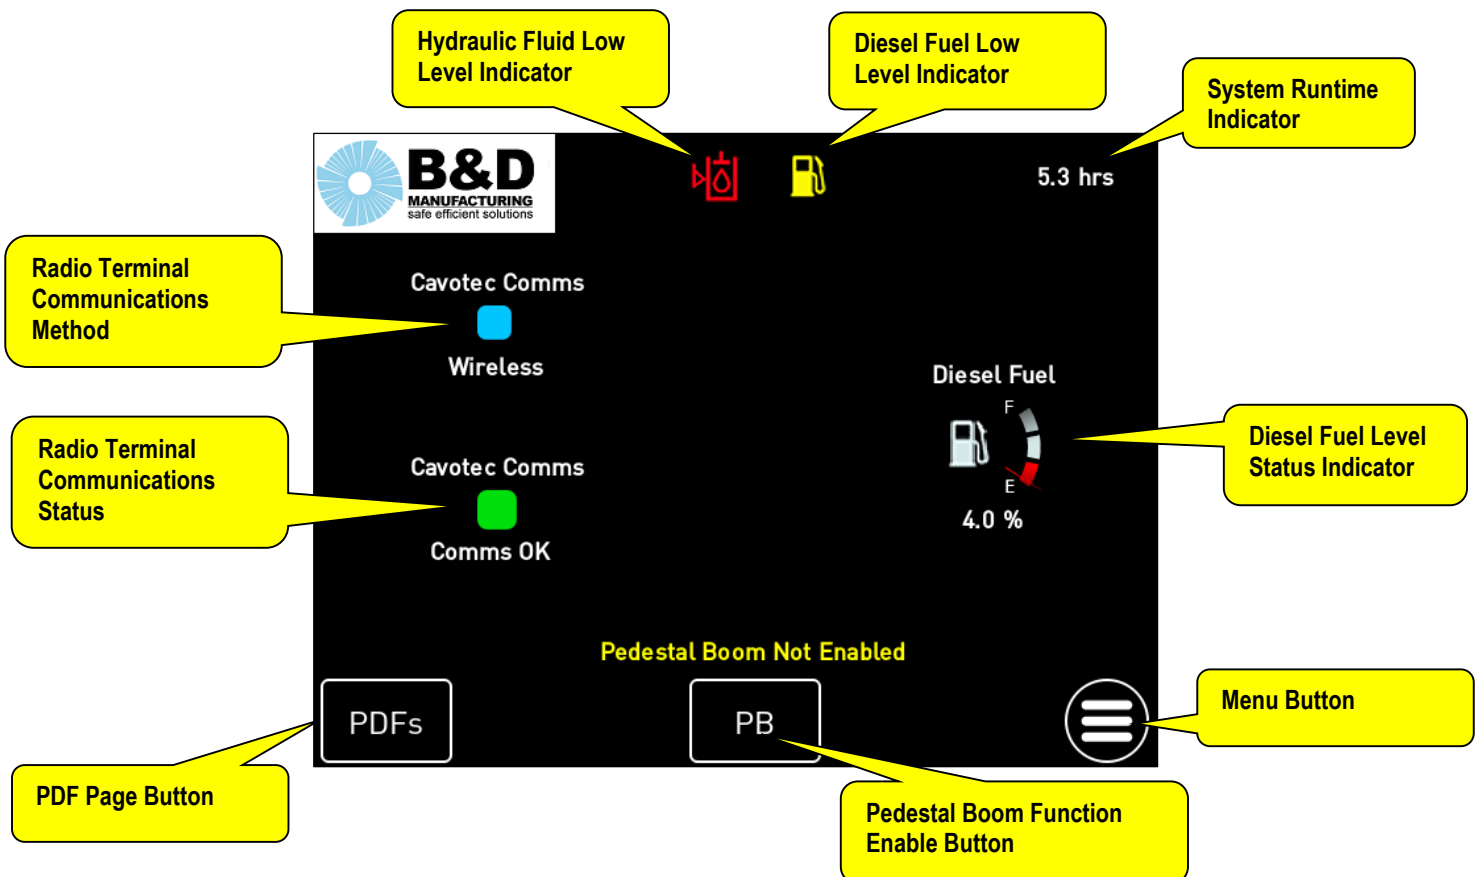 Hydraulic Fluid Low
Level Indicator
Diesel Fuel Low
Level Indicator
System Runtime
Indicator
B&D
MANUFACTURING
safe efficient solutions
5.3 hrs
Radio Terminal
Communications
Method
Cavotec Comms
Wireless
Diesel Fuel
F
E
4.0 %
Diesel Fuel Level
Status Indicator
Radio Terminal
Communications
Status
Cavotec Comms
Comms OK
Pedestal Boom Not Enabled
PDFs
PB
Menu Button
PDF Page Button
Pedestal Boom Function
Enable Button